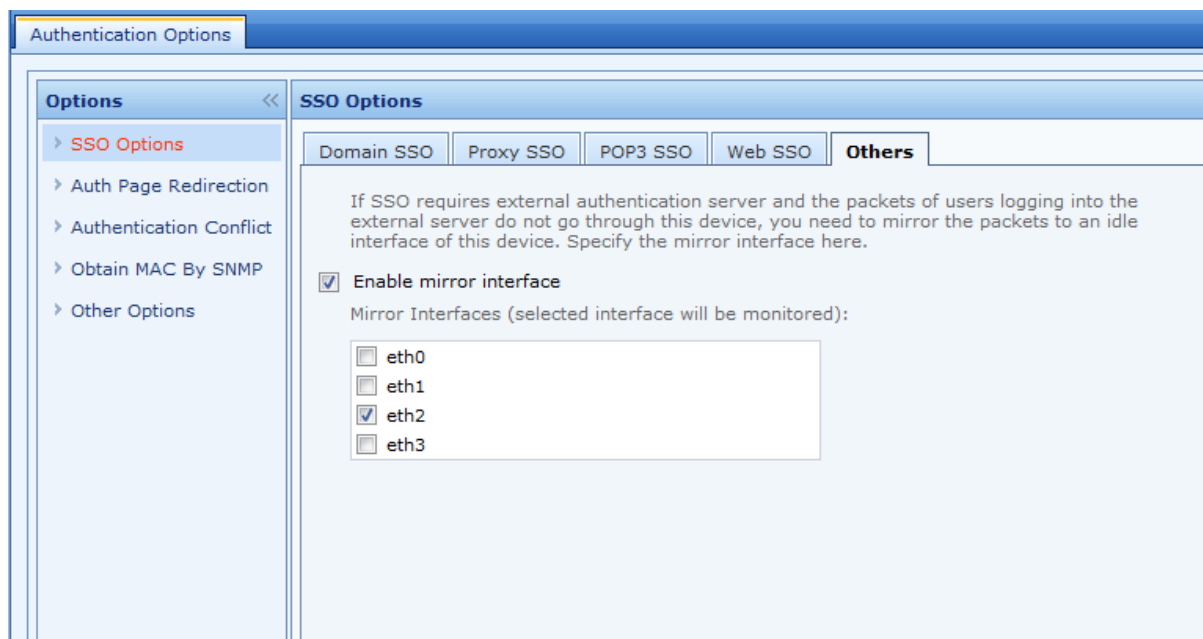 Authentication Options
Options
SSO Options
Auth Page Redirection
Authentication Conflict
Obtain MAC By SNMP
Other Options
SSO Options
Domain SSO
Proxy SSO
POP3 SSO
Web SSO
Others
If SSO requires external authentication server and the packets of users logging into the
external server do not go through this device, you need to mirror the packets to an idle
interface of this device. Specify the mirror interface here.
Enable mirror interface
Mirror Interfaces (selected interface will be monitored):
eth0
eth1
eth2
eth3